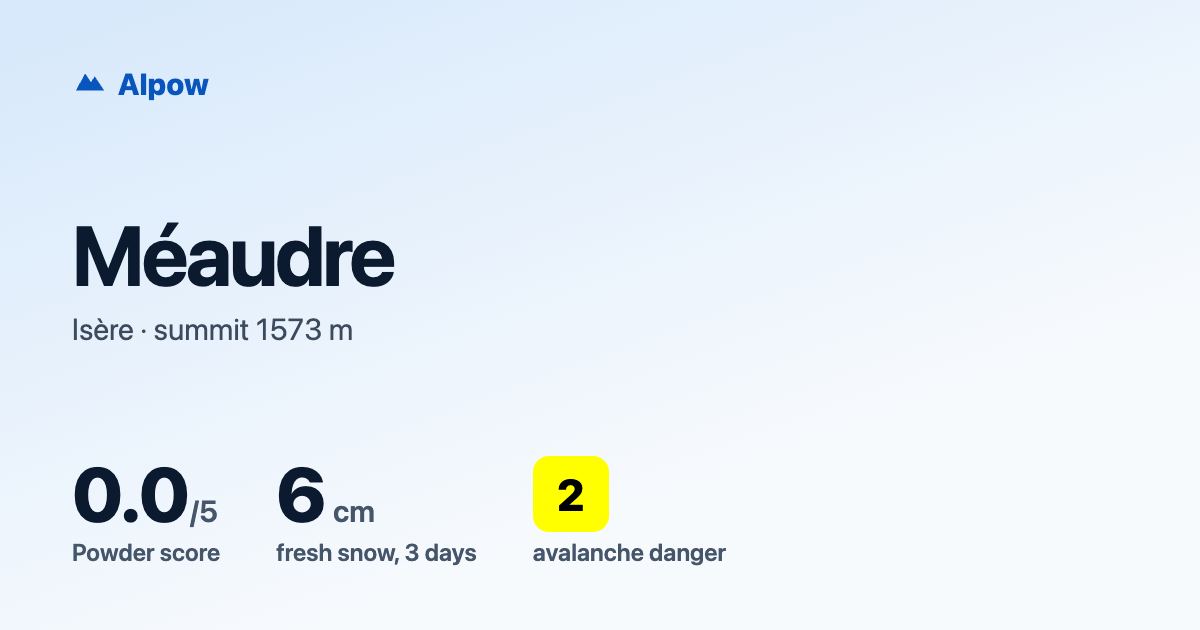 Alpow
Méaudre
Isère · summit 1573 m
0.0/5
Powder score
6 cm
fresh snow, 3 days
2
avalanche danger